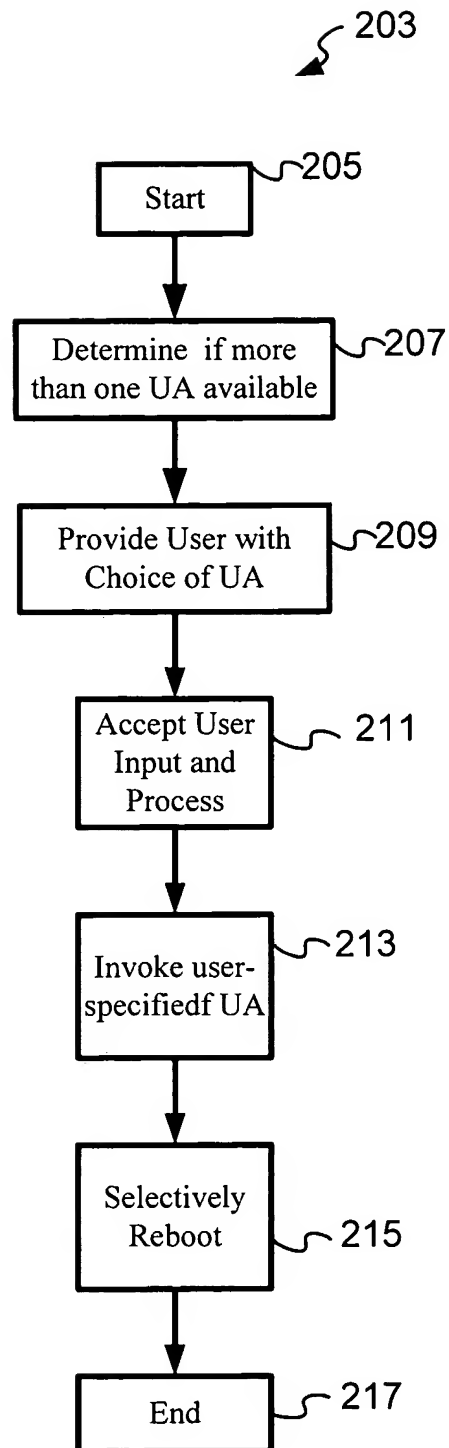 203
205
Start
207
Determine if more
than one UA available
209
Provide User with
Choice of UA
211
Accept User
Input and
Process
213
Invoke user-
specifiedf UA
Selectively
Reboot
215
217
End